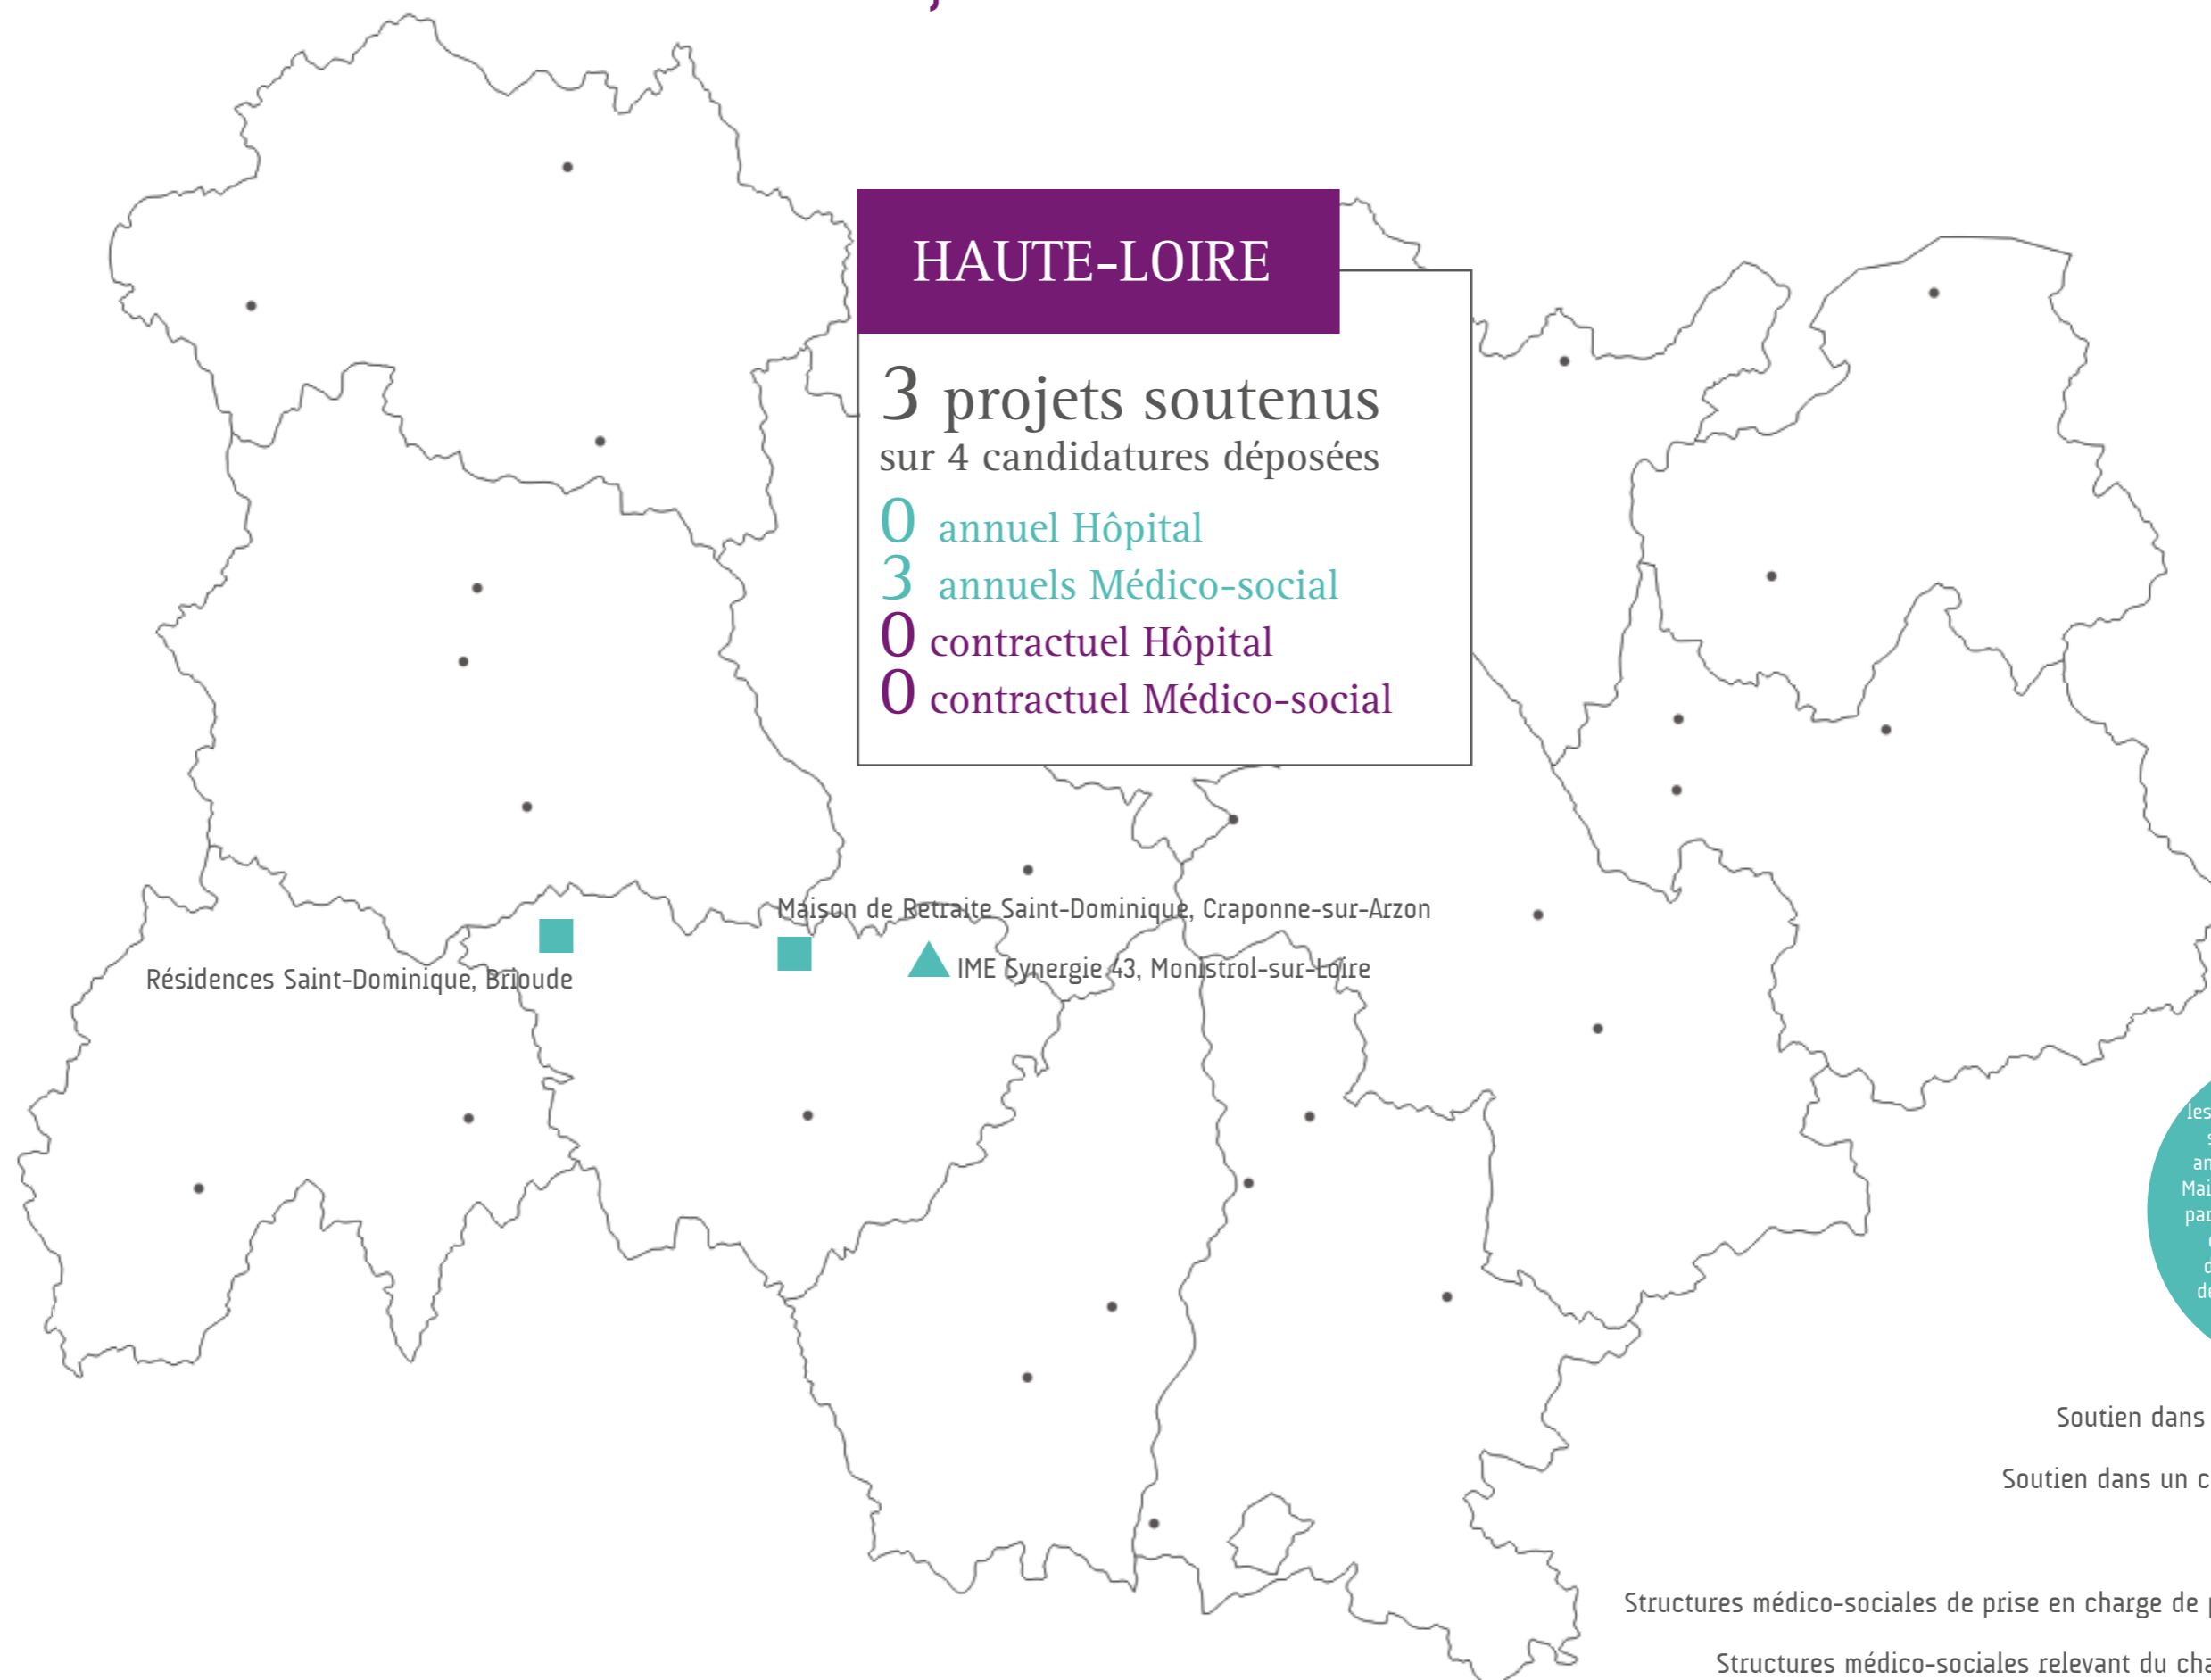 HAUTE-LOIRE
3 projets soutenus
sur 4 candidatures déposées
0 annuel Hôpital
3 annuels Médico-social
0 contractuel Hôpital
0 contractuel Médico-social
Maison de Retraite Saint-Dominique, Craponne-sur-Arzon
IME Synergie 43, Monistrol-sur-Loire
Résidences Saint-Dominique, Brioude
les
Mai
par
Soutien dans
Soutien dans un c
Structures médico-sociales de prise en charge de p
Structures médico-sociales relevant du cha